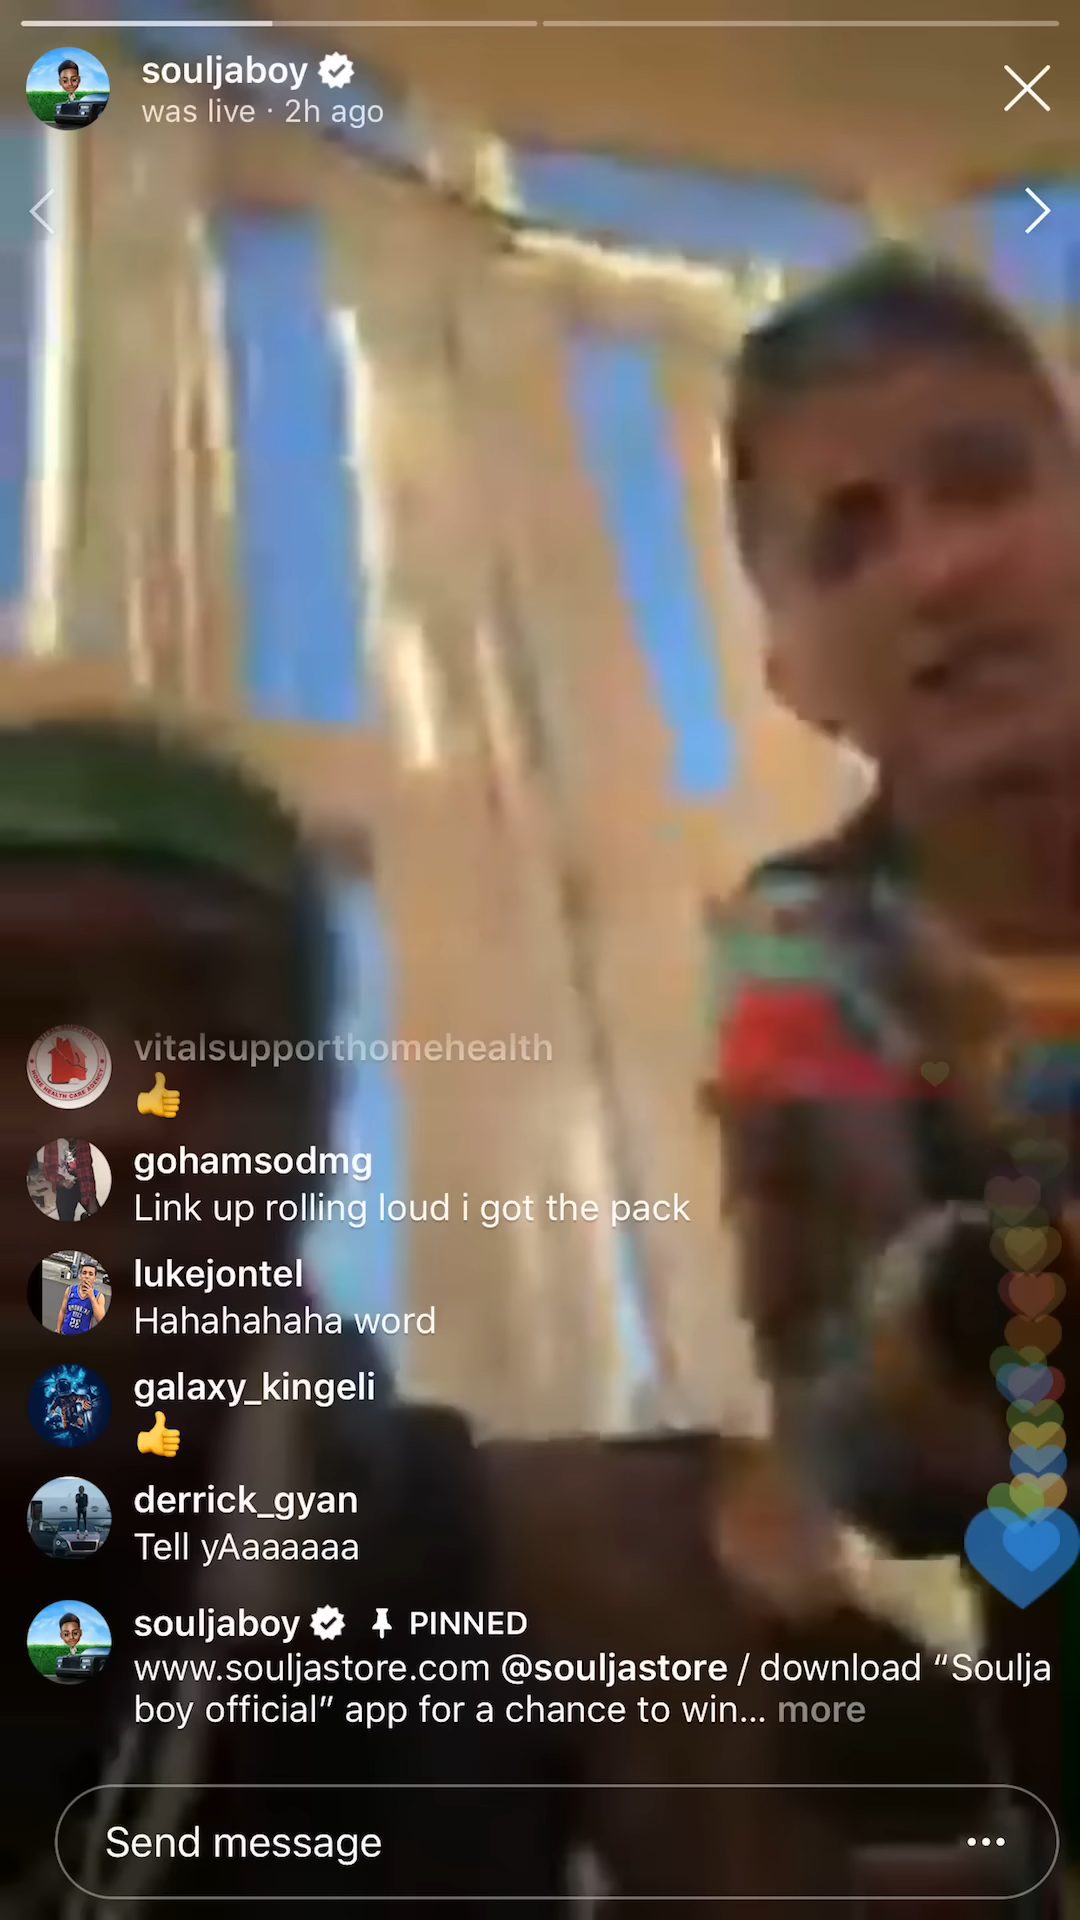 souljaboy
was live · 2h ago
vitalsupporthomehealth
👍
gohamsodmg
Link up rolling loud i got the pack
lukejontel
Hahahahaha word
galaxy_kingeli
👍
derrick_gyan
Tell yAaaaaaa
souljaboy PINNED
www.souljastore.com @souljastore / download “Soulja
boy official” app for a chance to win... more
Send message